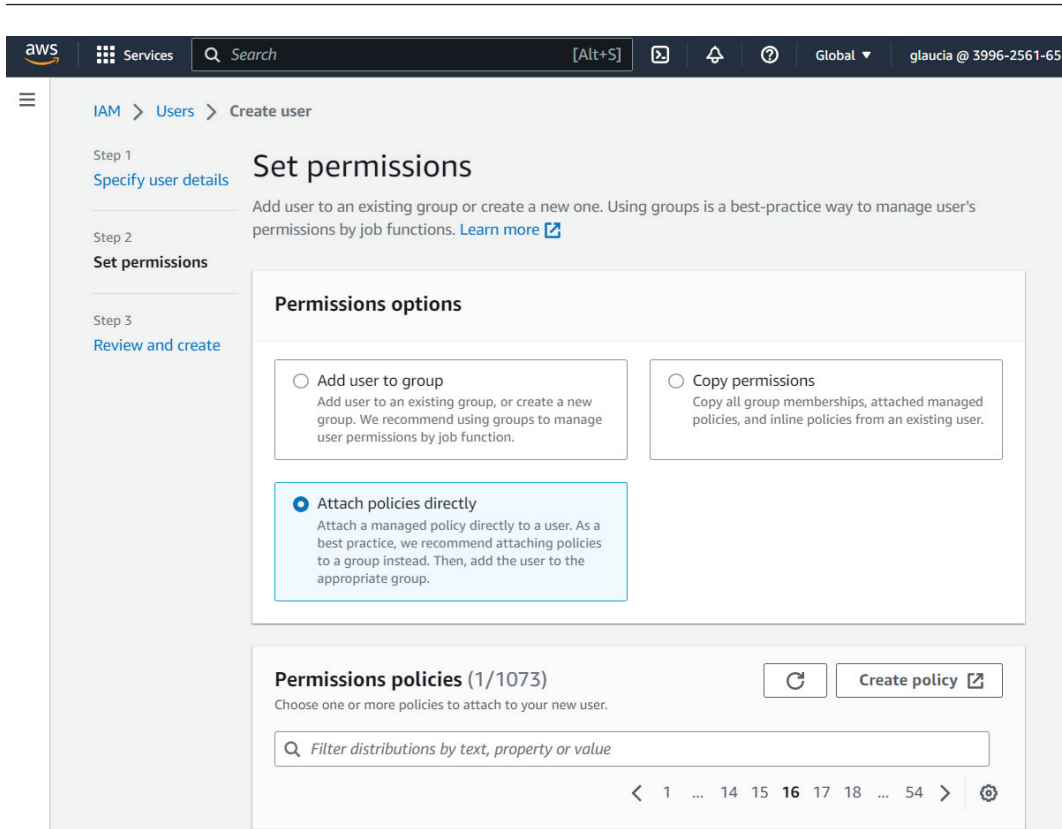 aws Services Search [Alt+S] Global glaucia @ 3996-2561-65
IAM > Users > Create user
Step 1
Specify user details
Step 2
Set permissions
Step 3
Review and create
Set permissions
Add user to an existing group or create a new one. Using groups is a best-practice way to manage user's
permissions by job functions. Learn more
Permissions options
Add user to group
Add user to an existing group, or create a new
group. We recommend using groups to manage
user permissions by job function.
Copy permissions
Copy all group memberships, attached managed
policies, and inline policies from an existing user.
Attach policies directly
Attach a managed policy directly to a user. As a
best practice, we recommend attaching policies
to a group instead. Then, add the user to the
appropriate group.
Permissions policies (1/1073)
Create policy
Choose one or more policies to attach to your new user.
Filter distributions by text, property or value
< 1 ... 14 15 16 17 18 ... 54 >